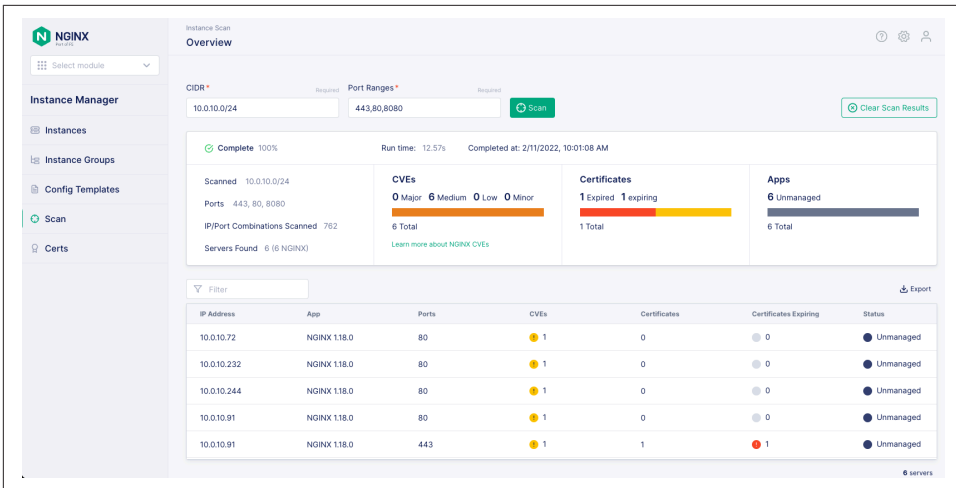 NGINX
Part of F5
Select module
Instance Manager
Instances
Instance Groups
Config Templates
Scan
Certs
Instance Scan
Overview
CIDR* Required Port Ranges* Required
10.0.10.0/24 443,80,8080 Scan Clear Scan Results
Complete 100% Run time: 12.57s Completed at: 2/11/2022, 10:01:08 AM
Scanned 10.0.10.0/24
Ports 443, 80, 8080
IP/Port Combinations Scanned 762
Servers Found 6 (6 NGINX)
CVEs
0 Major 6 Medium 0 Low 0 Minor
6 Total
Learn more about NGINX CVEs
Certificates
1 Expired 1 expiring
1 Total
Apps
6 Unmanaged
6 Total
Filter Export
IP Address App Ports CVEs Certificates Certificates Expiring Status
10.0.10.72 NGINX 1.18.0 80 1 0 0 Unmanaged
10.0.10.232 NGINX 1.18.0 80 1 0 0 Unmanaged
10.0.10.244 NGINX 1.18.0 80 1 0 0 Unmanaged
10.0.10.91 NGINX 1.18.0 80 1 0 0 Unmanaged
10.0.10.91 NGINX 1.18.0 443 1 1 1 Unmanaged
6 servers